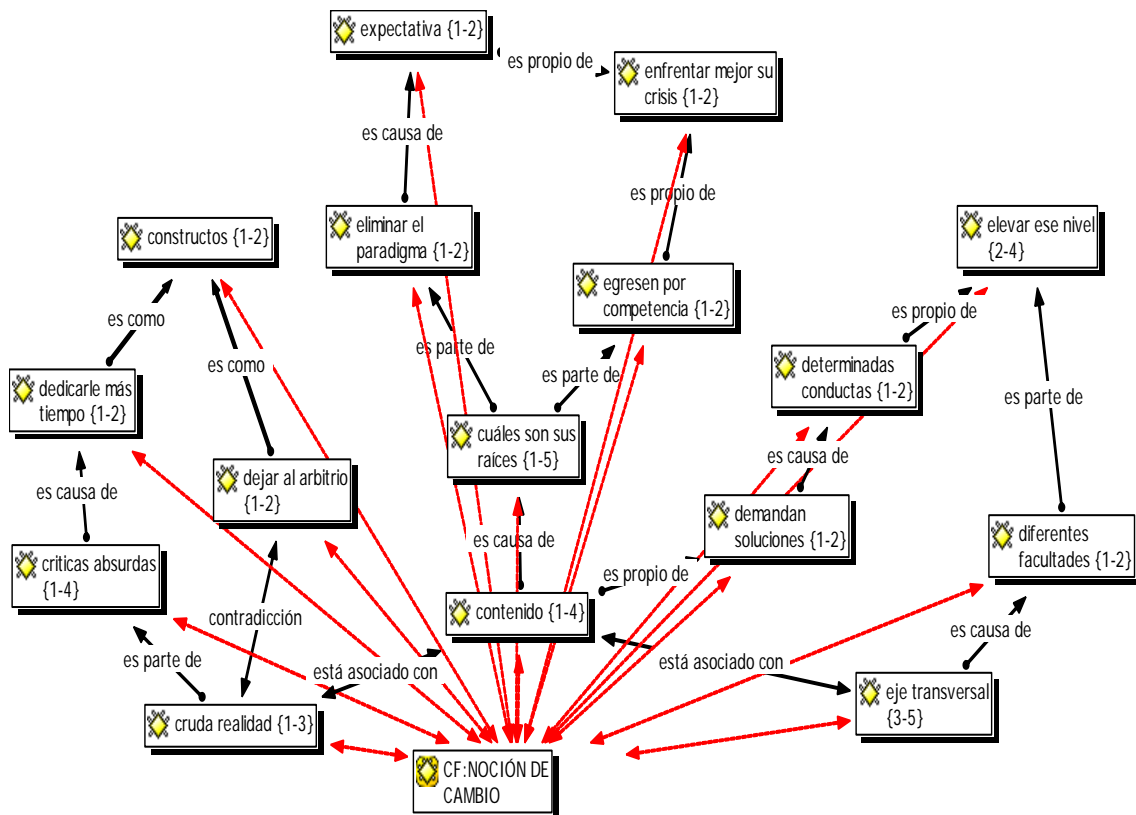 expectativa {1-2}
es propio de
enfrentar mejor su
crisis {1-2}
es causa de
es propio de
constructos {1-2}
eliminar el
paradigma {1-2}
elevar ese nivel
{2-4}
egresen por
competencia {1-2}
es como
es propio de
es como
es parte de
es parte de
determinadas
conductas {1-2}
dedicarle más
tiempo {1-2}
es parte de
cuáles son sus
raíces {1-5}
es causa de
es causa de
dejar al arbitrio
{1-2}
demandan
soluciones {1-2}
es causa de
diferentes
facultades {1-2}
criticas absurdas
{1-4}
es propio de
contenido {1-4}
contradicción
es causa de
es parte de
está asociado con
está asociado con
eje transversal
{3-5}
cruda realidad {1-3}
CF:NOCIÓN DE
CAMBIO